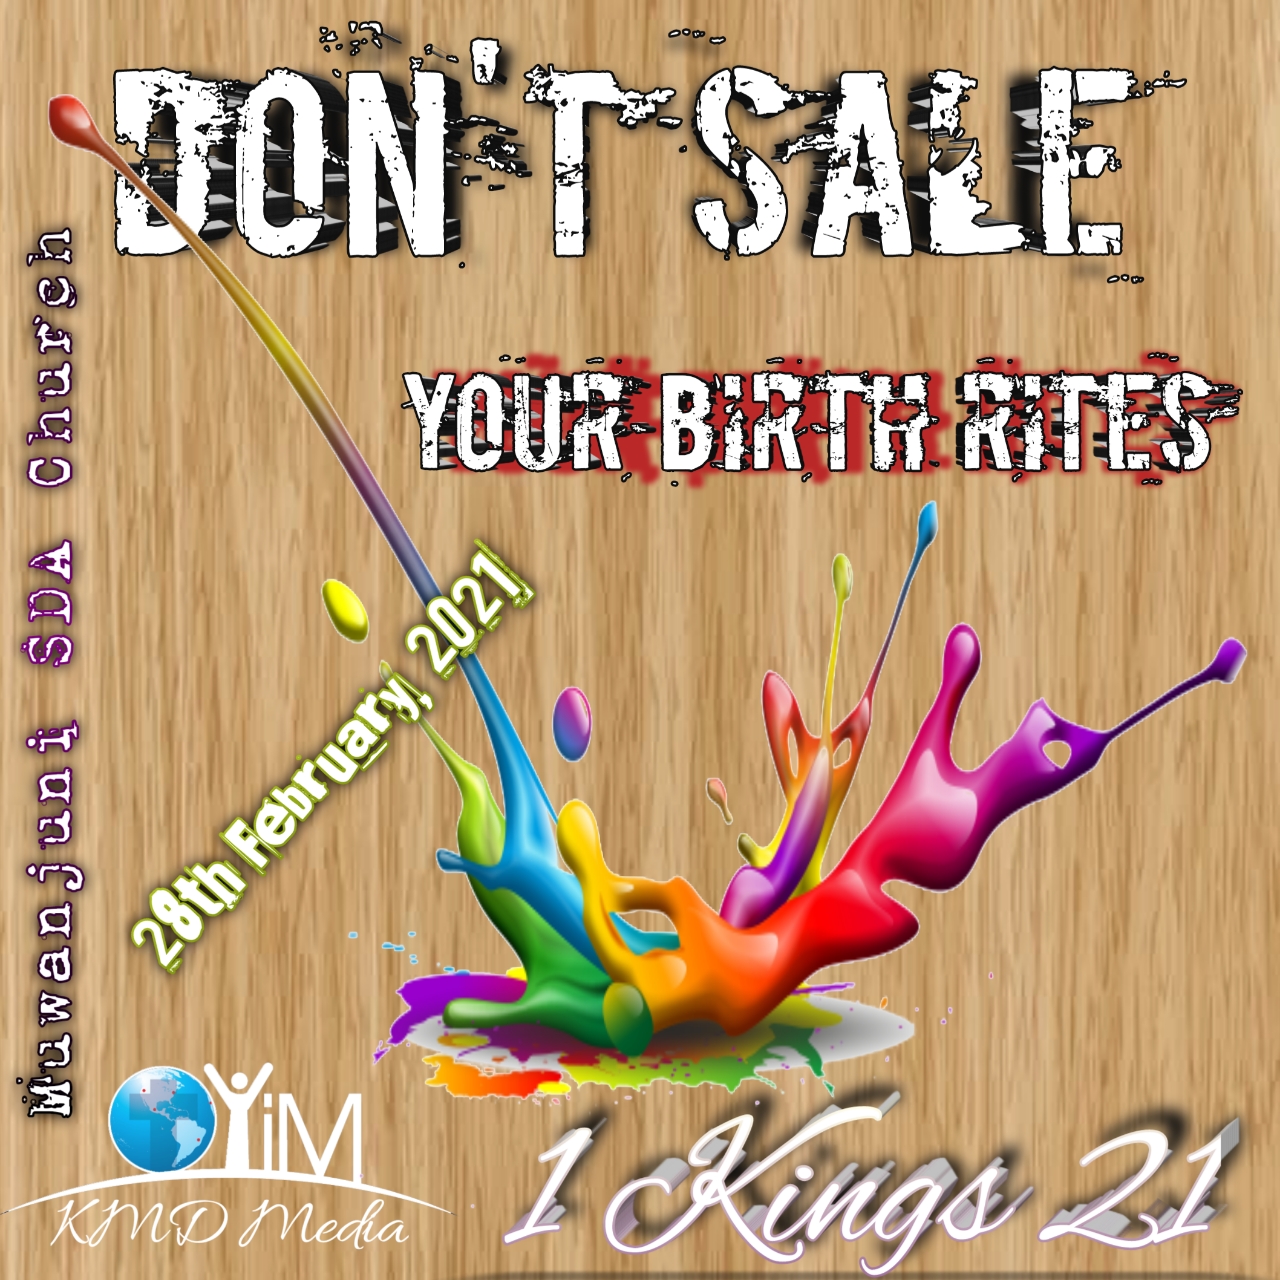 DON'T SALE
YOUR BIRTH RITES
Muwanjuni SDA Church
28th February, 2021
YiM
KMD Media
1 Kings 21